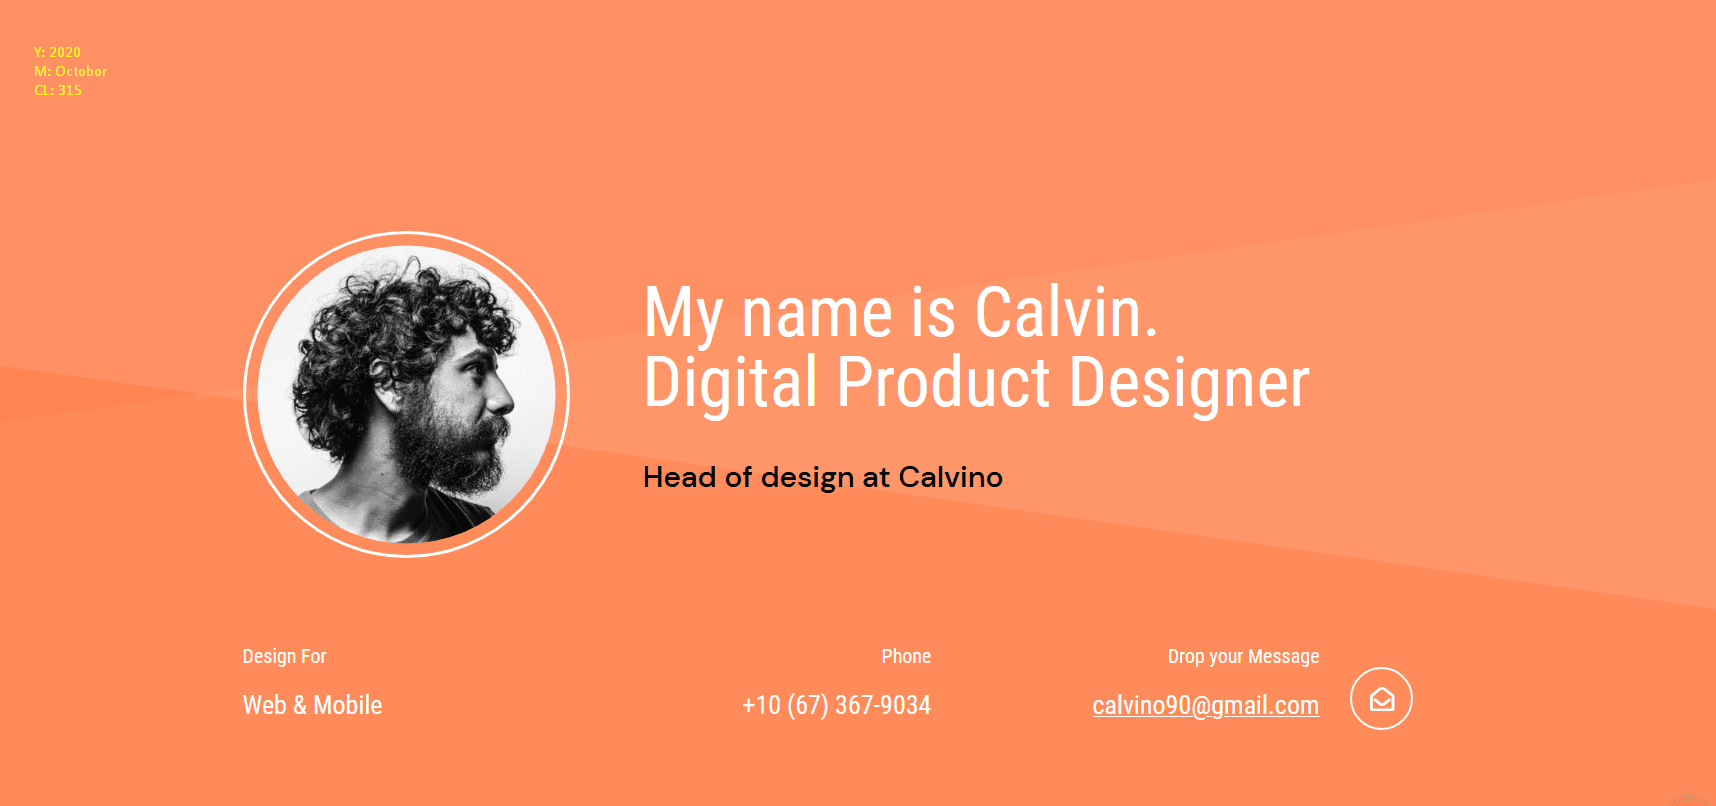 Y: 2020
M: Octobor
CL: 315
My name is Calvin.
Digital Product Designer
Head of design at Calvino
Design For
Web & Mobile
Phone
+10 (67) 367-9034
Drop your Message
calvino90@gmail.com